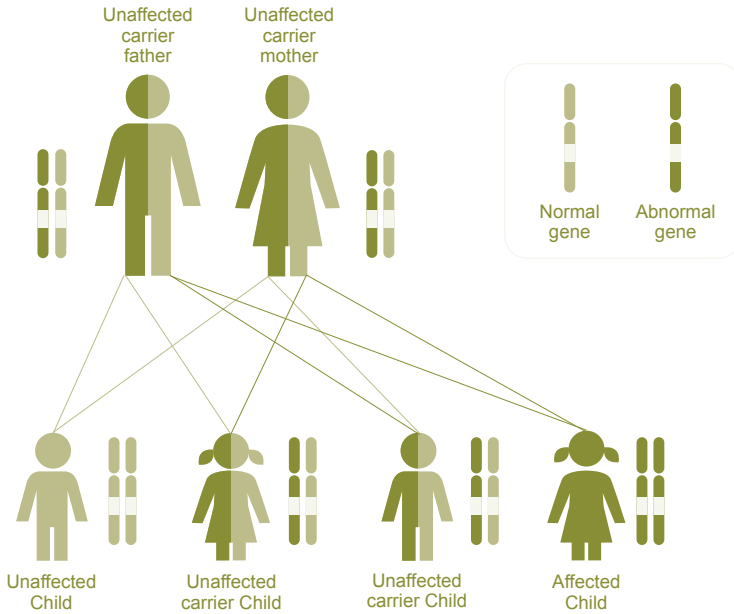 Unaffected
carrier
father
Unaffected
carrier
mother
Normal
gene
Abnormal
gene
Unaffected
Child
Unaffected
carrier Child
Unaffected
carrier Child
Affected
Child